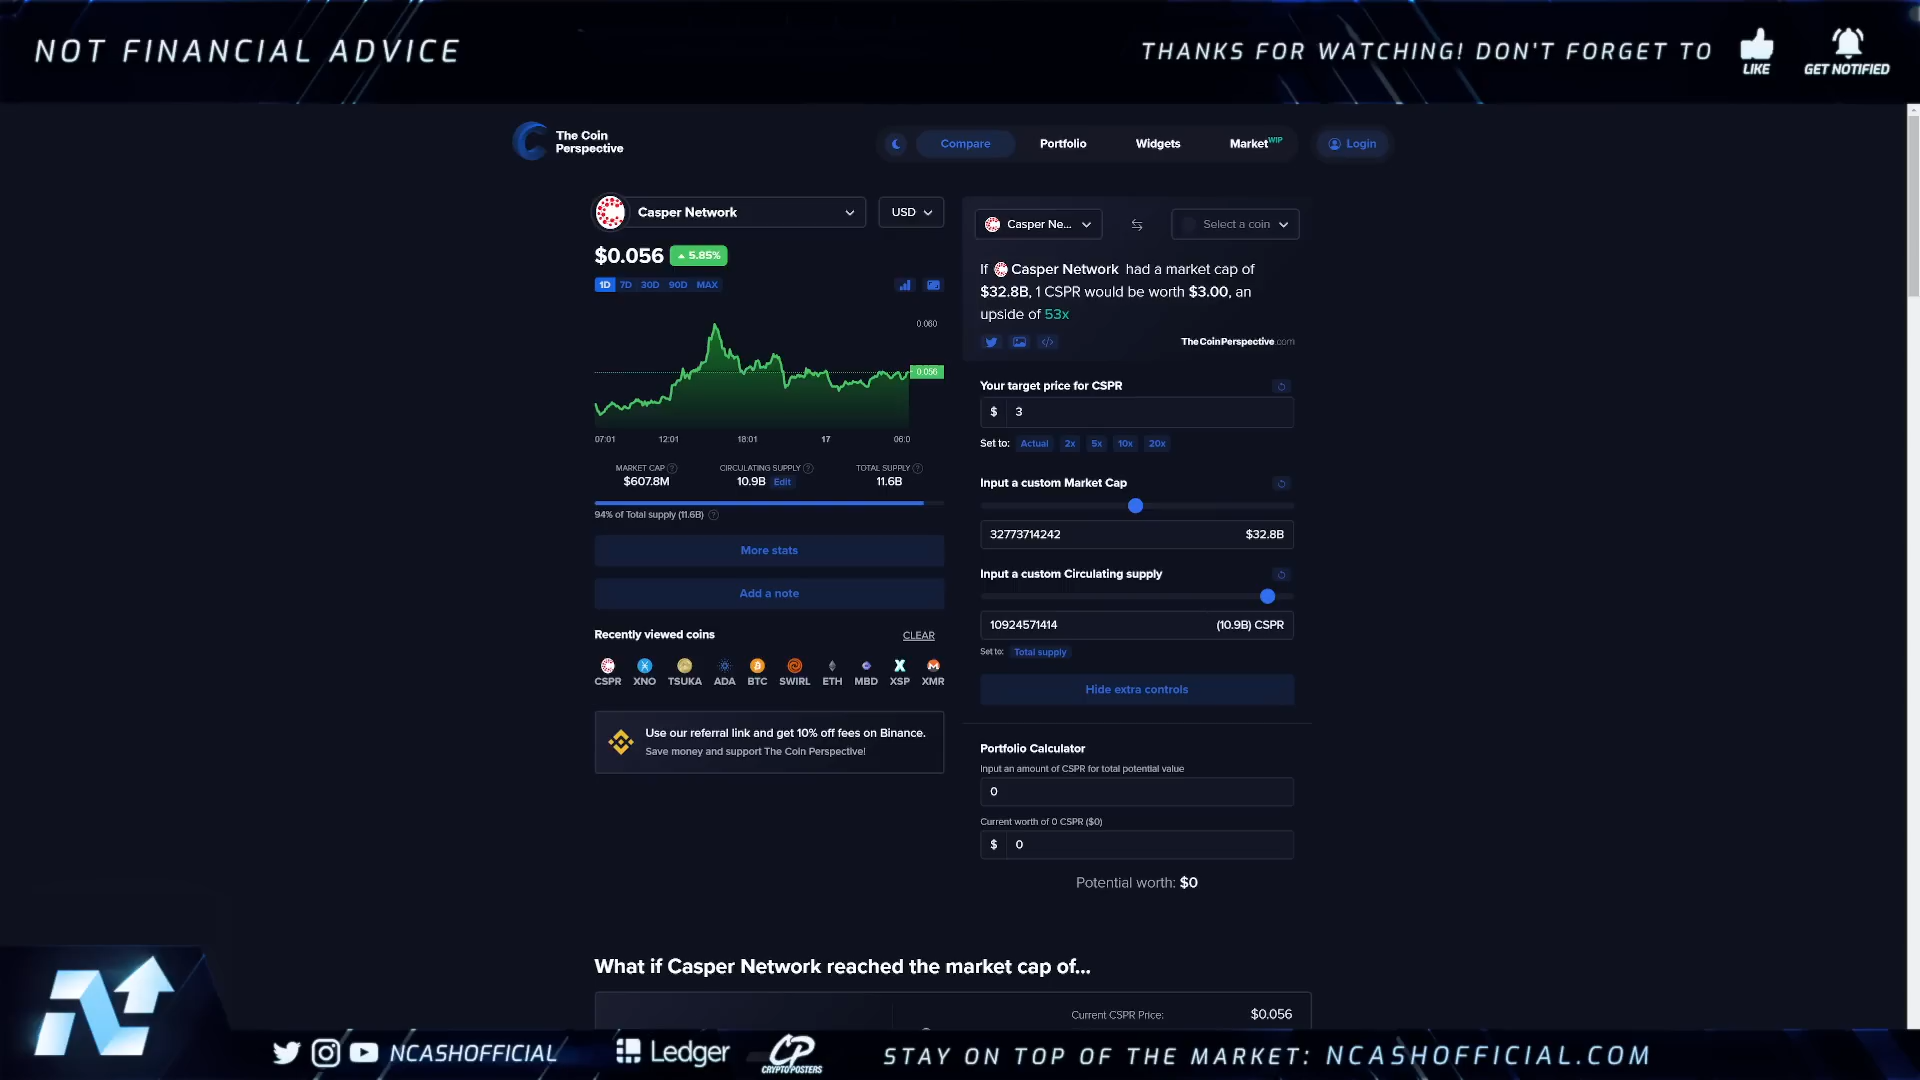 NOT FINANCIAL ADVICE
THANKS FOR WATCHING! DON'T FORGET TO
LIKE
GET NOTIFIED
The Coin
Perspective
Compare
Portfolio
Widgets
Market WIP
Login
Casper Network
USD
$0.056
5.85%
1D 7D 30D 90D MAX
0.060
0.056
07:01 12:01 18:01 17 06:0
MARKET CAP ? CIRCULATING SUPPLY ? TOTAL SUPPLY ?
$607.8M 10.9B Edit 11.6B
94% of Total supply (11.6B) ?
More stats
Add a note
Recently viewed coins
CLEAR
CSPR XNO TSUKA ADA BTC SWIRL ETH MBD XSP XMR
Use our referral link and get 10% off fees on Binance.
Save money and support The Coin Perspective!
Casper Ne...
Select a coin
If Casper Network had a market cap of
$32.8B, 1 CSPR would be worth $3.00, an
upside of 53x
TheCoinPerspective.com
Your target price for CSPR
$ 3
Set to: Actual 2x 5x 10x 20x
Input a custom Market Cap
32773714242 $32.8B
Input a custom Circulating supply
10924571414 (10.9B) CSPR
Set to: Total supply
Hide extra controls
Portfolio Calculator
Input an amount of CSPR for total potential value
0
Current worth of 0 CSPR ($0)
$ 0
Potential worth: $0
What if Casper Network reached the market cap of...
Current CSPR Price: $0.056
NCASHOFFICIAL
Ledger
CP
CRYPTOPOSTERS
STAY ON TOP OF THE MARKET: NCASHOFFICIAL.COM